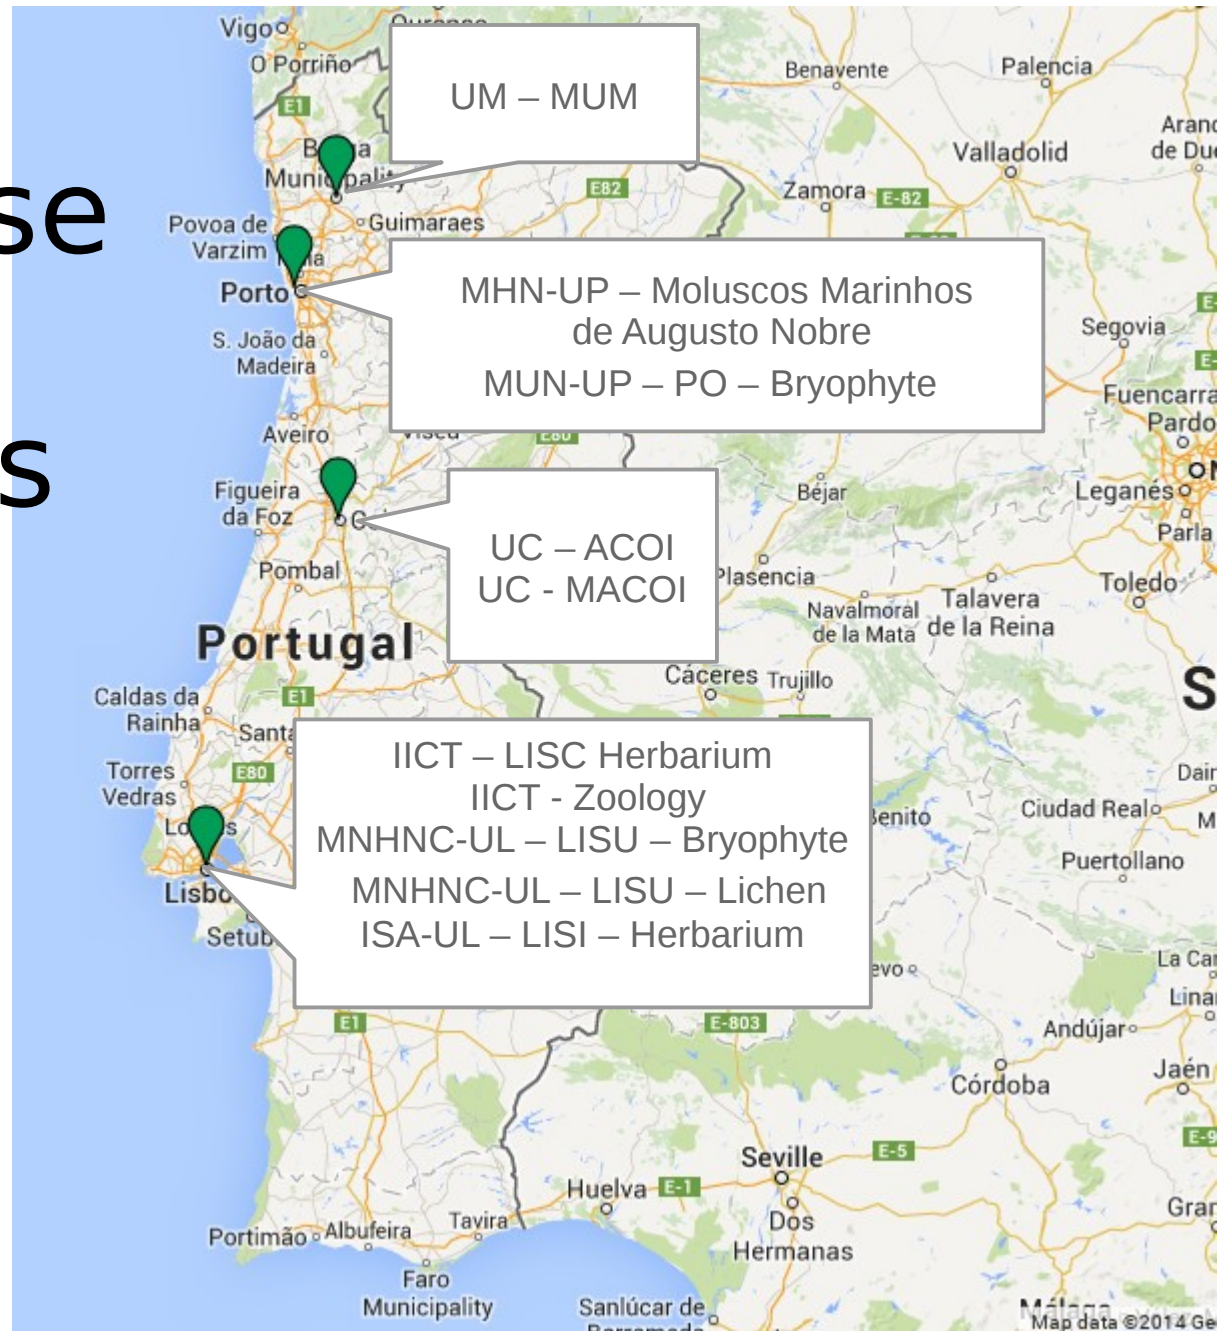 se
s
UM – MUM
MHN-UP – Moluscos Marinhos
de Augusto Nobre
MUN-UP – PO – Bryophyte
UC – ACOI
UC - MACOI
IICT – LISC Herbarium
IICT - Zoology
MNHNC-UL – LISU – Bryophyte
MNHNC-UL – LISU – Lichen
ISA-UL – LISI – Herbarium
Vigo
O Porriño
E1
Municipality
Povoa de
Varzim
Guimaraes
Porto
S. João da
Madeira
Aveiro
Figueira
da Foz
Pombal
Portugal
Caldas da
Rainha
E1
Torres
Vedras
E80
E1
Portimão
Albufeira
Tavira
Faro
Municipality
Benavente
Palencia
Valladolid
Zamora
E82
E-82
Segovia
Fuencarra
Pardo
Leganés
Parla
Béjar
Plasencia
Navalmoral
de la Mata
Talavera
de la Reina
Toledo
Cáceres
Trujillo
S
Ciudad Real
Puertollano
E-803
Andújar
Córdoba
Jaén
Seville
E-5
Huelva
E-1
Dos
Hermanas
Sanlúcar de
Málaga
Map data ©2014 Ge